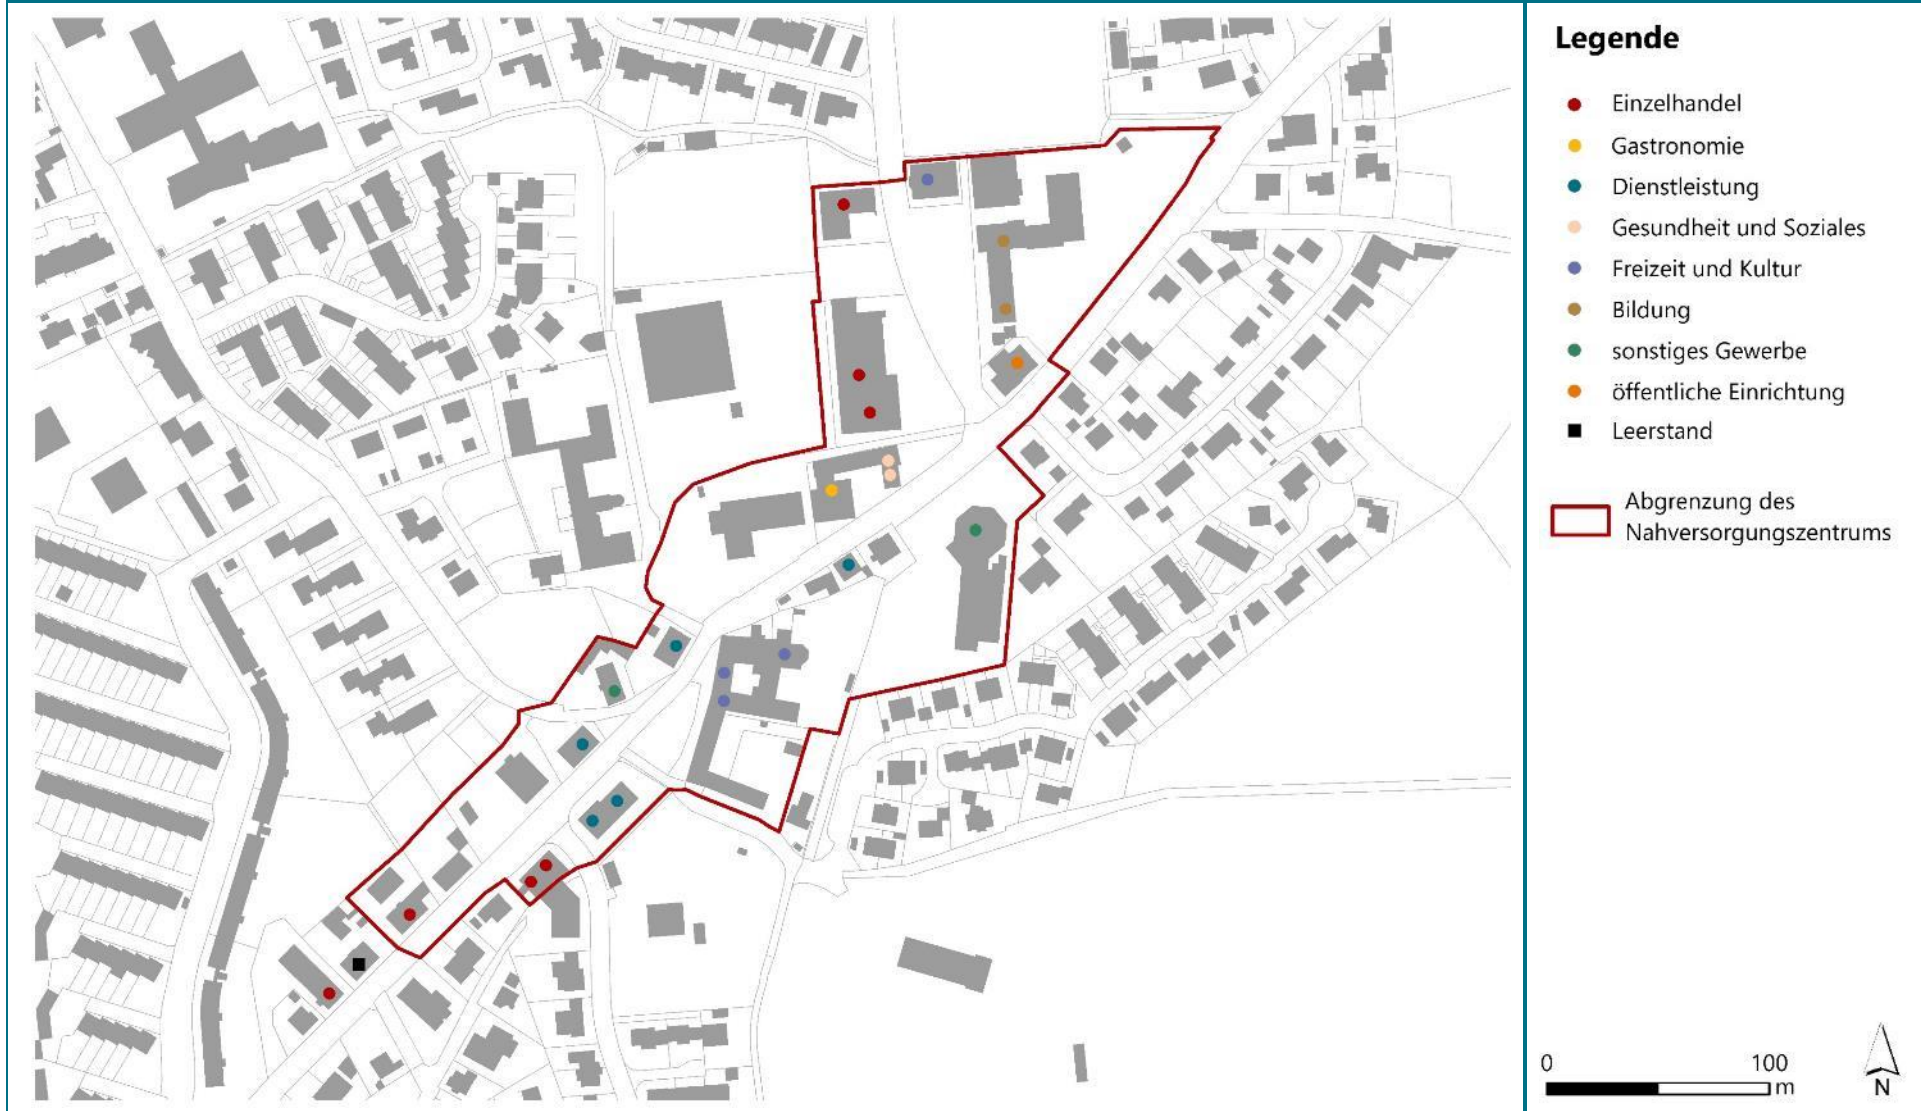 Legende
Einzelhandel
Gastronomie
Dienstleistung
Gesundheit und Soziales
Freizeit und Kultur
Bildung
sonstiges Gewerbe
öffentliche Einrichtung
Leerstand
Abgrenzung des
Nahversorgungszentrums
0 100
m
N